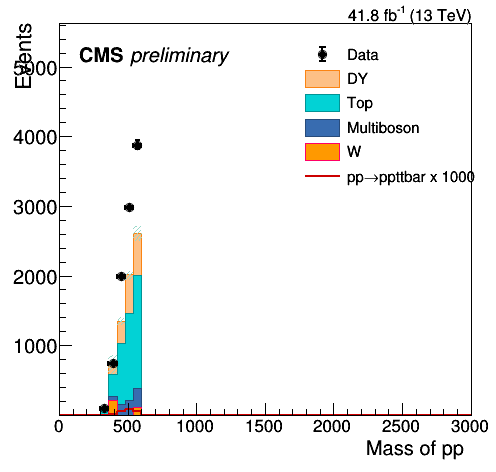 41.8 fb-1 (13 TeV)
Events
CMS preliminary
Data
DY
Top
Multiboson
W
pp→ppttbar x 1000
5000
4000
3000
2000
1000
0 500 1000 1500 2000 2500 3000
Mass of pp